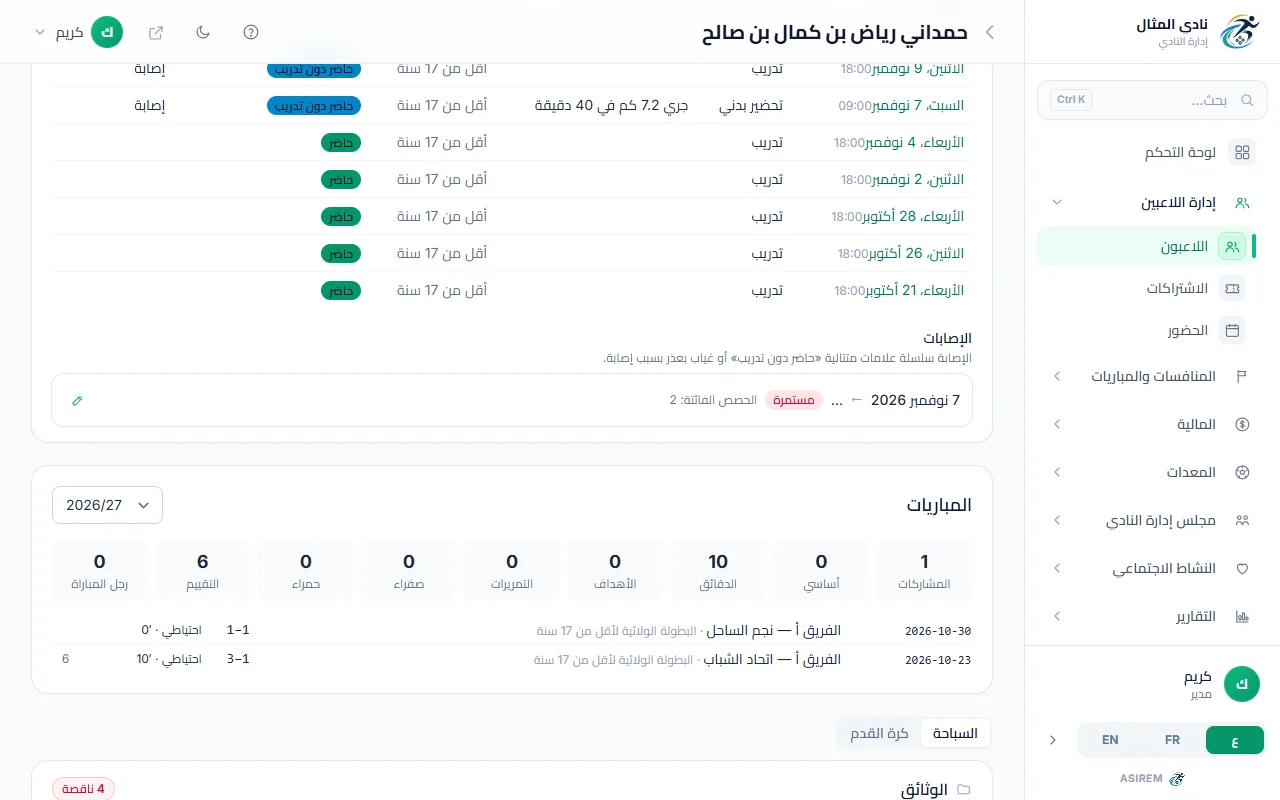 نادي المثال
إدارة النادي
بحث...
Ctrl K
لوحة التحكم
إدارة اللاعبين
اللاعبون
الاشتراكات
الحضور
المنافسات والمباريات
المالية
المعدات
مجلس إدارة النادي
النشاط الاجتماعي
التقارير
كريم
مدير
ك
ع FR EN
ASIREM
حمداني رياض بن كمال بن صالح
ك كريم
الاثنين، 9 نوفمبر 18:00 تدريب أقل من 17 سنة حاضر دون تدريب إصابة
السبت، 7 نوفمبر 09:00 تحضير بدني جري 7.2 كم في 40 دقيقة حاضر دون تدريب إصابة
الأربعاء، 4 نوفمبر 18:00 تدريب أقل من 17 سنة حاضر
الاثنين، 2 نوفمبر 18:00 تدريب أقل من 17 سنة حاضر
الأربعاء، 28 أكتوبر 18:00 تدريب أقل من 17 سنة حاضر
الاثنين، 26 أكتوبر 18:00 تدريب أقل من 17 سنة حاضر
الأربعاء، 21 أكتوبر 18:00 تدريب أقل من 17 سنة حاضر
الإصابات
الإصابة سلسلة علامات متتالية «حاضر دون تدريب» أو غياب بعذر بسبب إصابة.
7 نوفمبر 2026 ← ... مستمرة الحصص الفائتة: 2
المباريات
2026/27
1 0 10 0 0 0 0 6 0
المشاركات أساسي الدقائق الأهداف التمريرات صفراء حمراء التقييم رجل المباراة
2026-10-30 الفريق أ — نجم الساحل · البطولة الولائية لأقل من 17 سنة 1–1 احتياطي · 0′
2026-10-23 الفريق أ — اتحاد الشباب · البطولة الولائية لأقل من 17 سنة 3–1 احتياطي · 10′ 6
السباحة كرة القدم
الوثائق
4 ناقصة